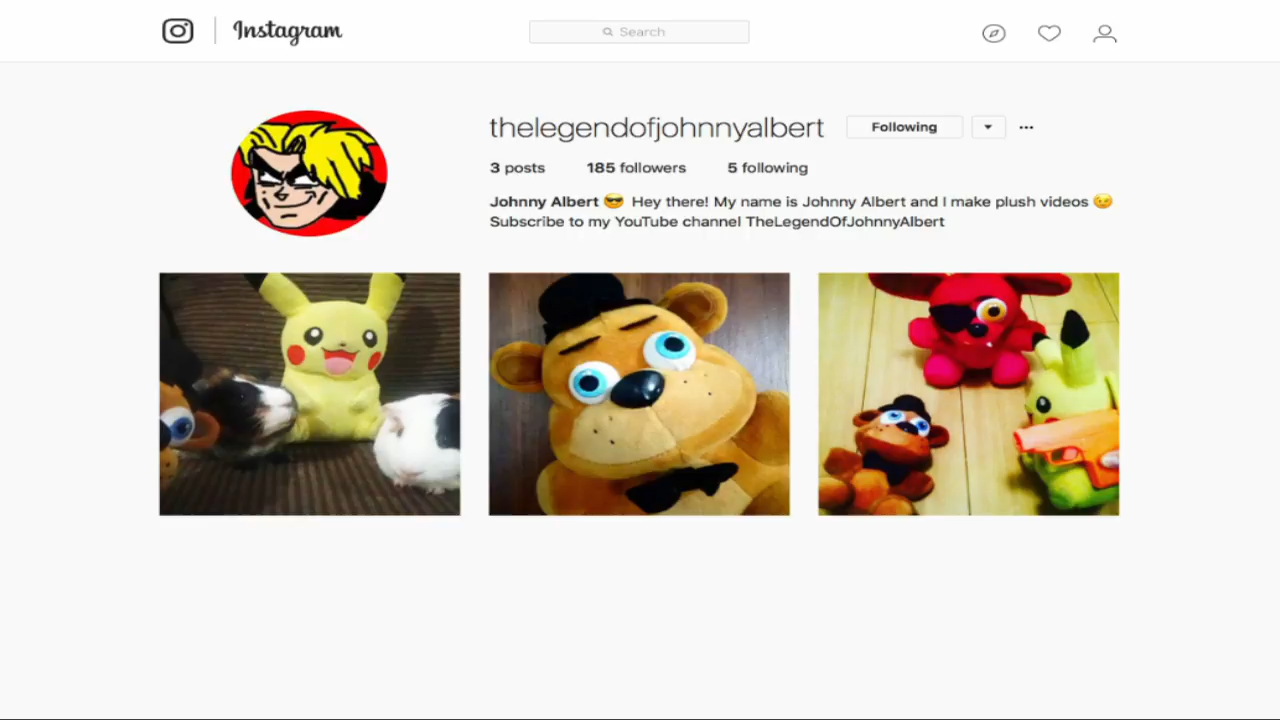 Instagram
Search
thelegendofjohnnyalbert Following
3 posts 185 followers 5 following
Johnny Albert 😎 Hey there! My name is Johnny Albert and I make plush videos 😉
Subscribe to my YouTube channel TheLegendOfJohnnyAlbert